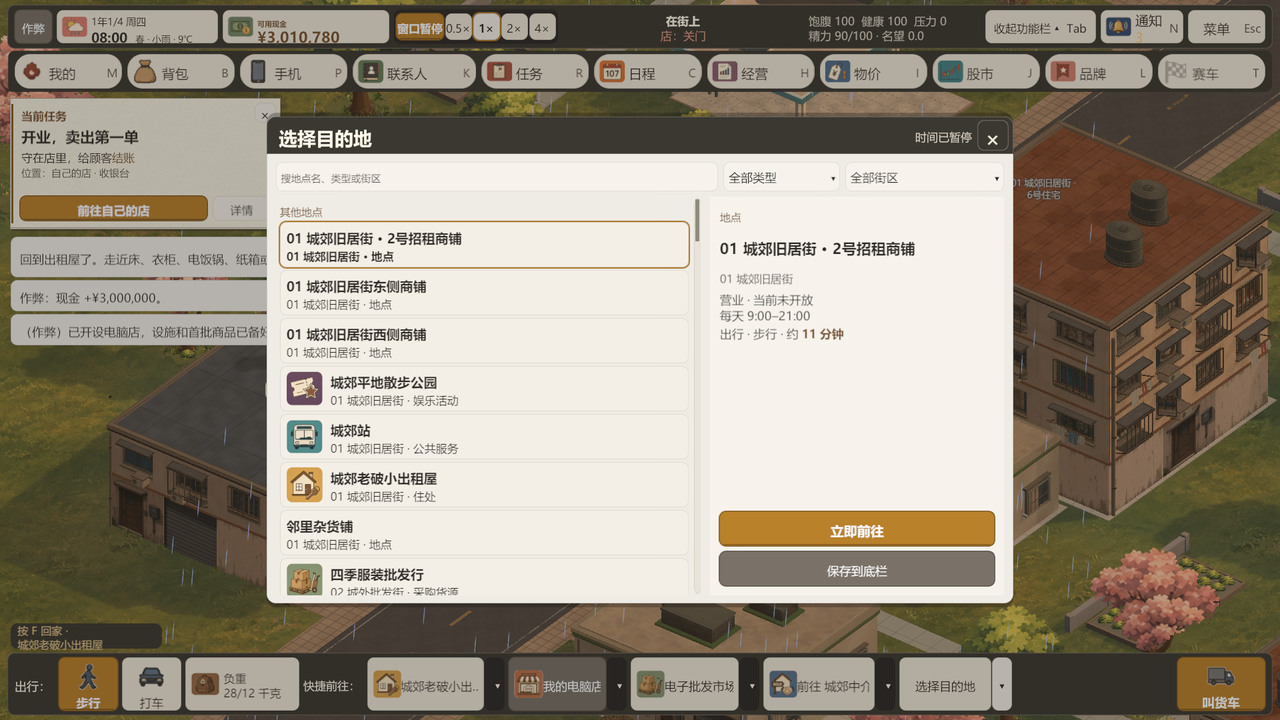 作弊
1年1/4 周四
08:00 春·小雨·9℃
可用现金
¥3,010,780
窗口暂停 0.5× 1× 2× 4×
在街上
店：关门
饱腹 100 健康 100 压力 0
精力 90/100 · 名望 0.0
收起功能栏▴ Tab
通知 N
3
菜单 Esc
我的 M
背包 B
手机 P
联系人 K
任务 R
107
日程 C
经营 H
物价 I
股市 J
品牌 L
赛车 T
当前任务
×
开业，卖出第一单
守在店里，给顾客结账
位置：自己的店 · 收银台
前往自己的店
详情
回到出租屋了。走近床、衣柜、电饭锅、纸箱或
作弊：现金 +¥3,000,000。
（作弊）已开设电脑店，设施和首批商品已备好
选择目的地
时间已暂停
×
搜地点名、类型或街区
全部类型
全部街区
其他地点
01 城郊旧居街 • 2号招租商铺
01 城郊旧居街 • 地点
01 城郊旧居街东侧商铺
01 城郊旧居街 · 地点
01 城郊旧居街西侧商铺
01 城郊旧居街 · 地点
城郊平地散步公园
01 城郊旧居街 · 娱乐活动
城郊站
01 城郊旧居街 · 公共服务
城郊老破小出租屋
01 城郊旧居街 · 住处
邻里杂货铺
01 城郊旧居街 · 地点
四季服装批发行
02 城外批发街 · 采购货源
地点
01 城郊旧居街 • 2号招租商铺
01 城郊旧居街
营业 · 当前未开放
每天 9:00–21:00
出行 · 步行 · 约 11 分钟
立即前往
保存到底栏
01 城郊旧居街 ·
6号住宅
按 F 回家 ·
城郊老破小出租屋
出行：
步行
打车
负重
28/12 千克
快捷前往：
城郊老破小出..
我的电脑店
电子批发市场
前往 城郊中介
选择目的地
叫货车